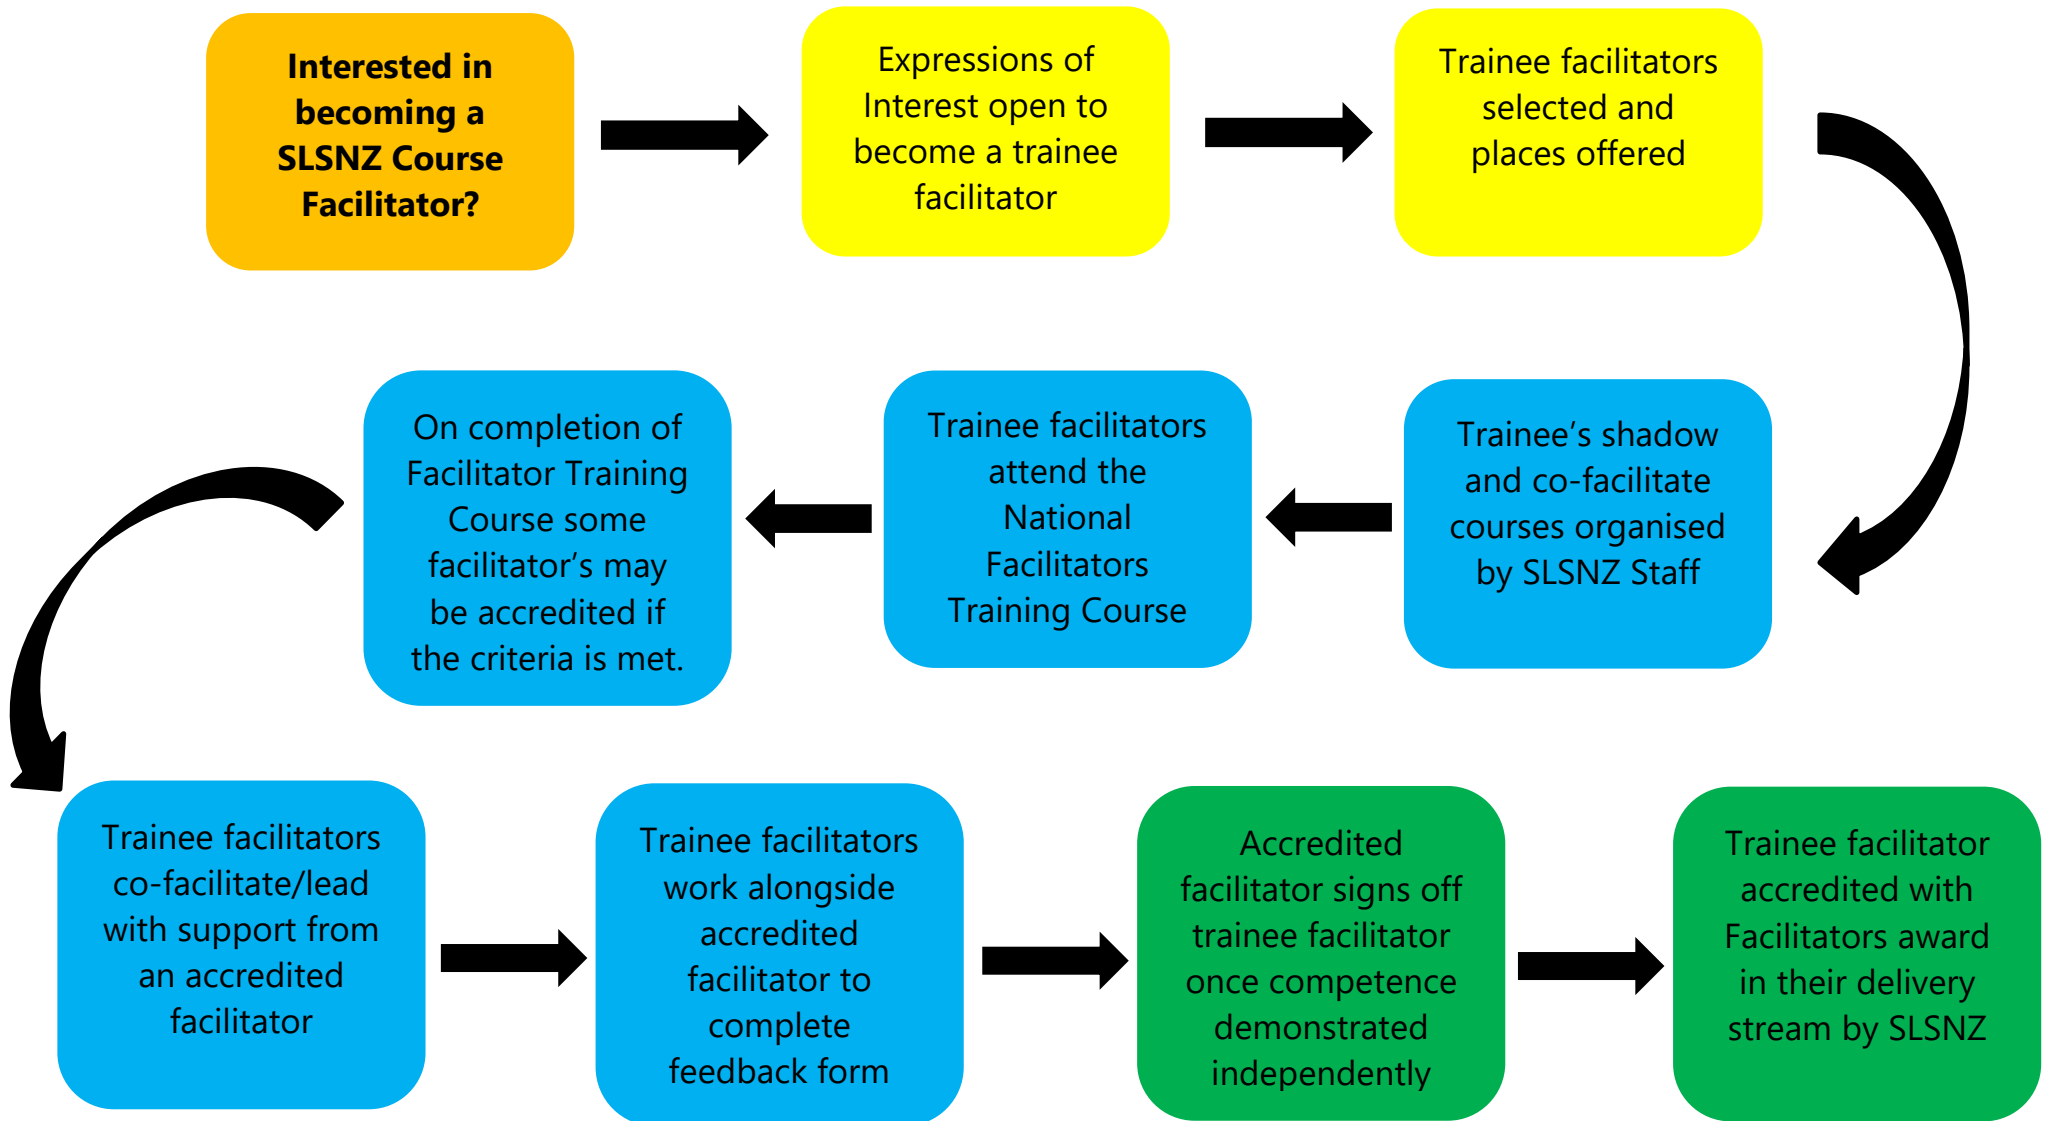 Interested in
becoming a
SLSNZ Course
Facilitator?
Expressions of
Interest open to
become a trainee
facilitator
Trainee facilitators
selected and
places offered
Trainee’s shadow
and co-facilitate
courses organised
by SLSNZ Staff
Trainee facilitators
attend the
National
Facilitators
Training Course
On completion of
Facilitator Training
Course some
facilitator’s may
be accredited if
the criteria is met.
Trainee facilitators
co-facilitate/lead
with support from
an accredited
facilitator
Trainee facilitators
work alongside
accredited
facilitator to
complete
feedback form
Accredited
facilitator signs off
trainee facilitator
once competence
demonstrated
independently
Trainee facilitator
accredited with
Facilitators award
in their delivery
stream by SLSNZ